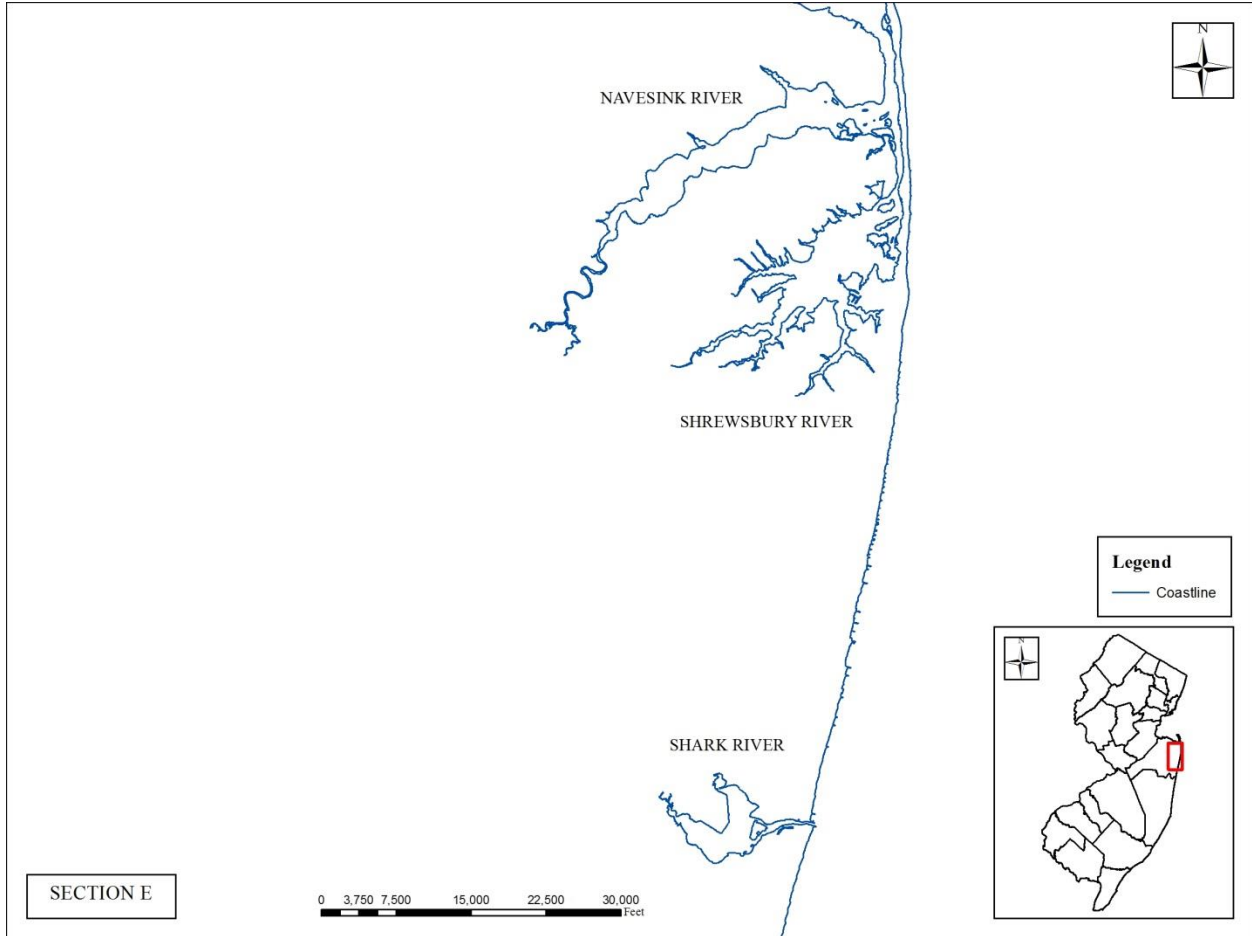 N
NAVESINK RIVER
SHREWSBURY RIVER
Legend
Coastline
N
SHARK RIVER
SECTION E
0 3,750 7,500 15,000 22,500 30,000
Feet